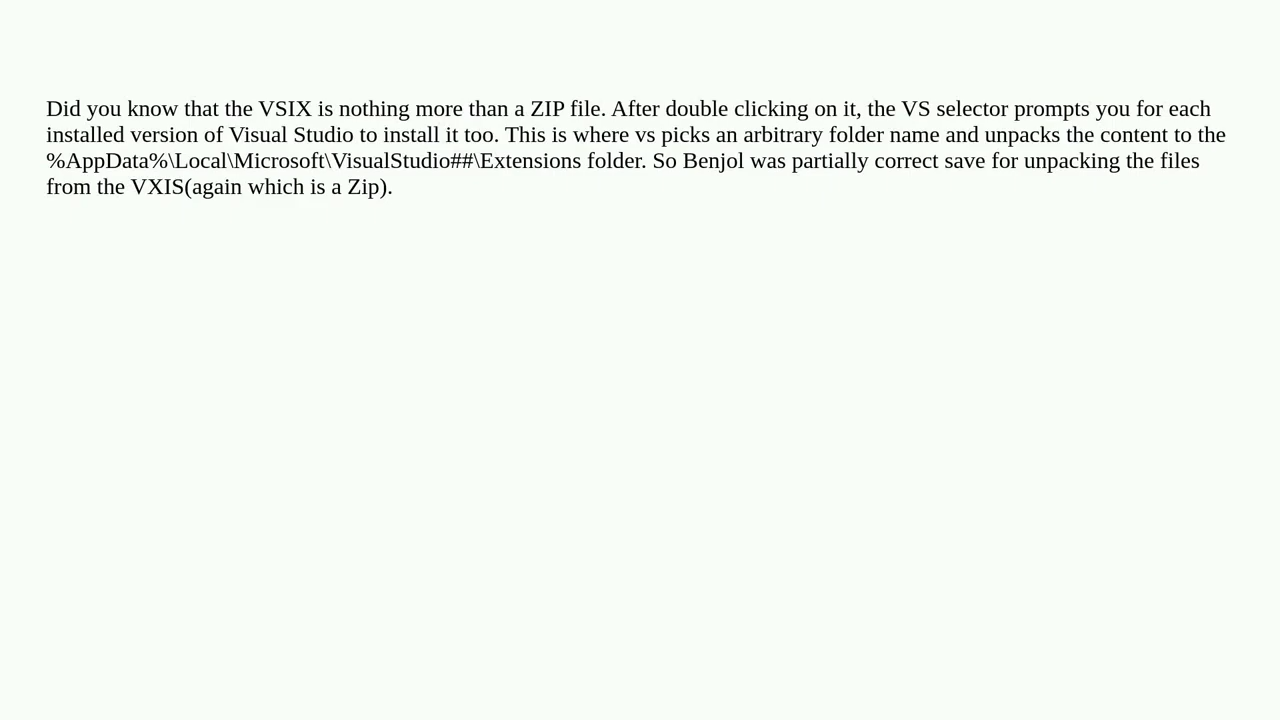 Did you know that the VSIX is nothing more than a ZIP file. After double clicking on it, the VS selector prompts you for each
installed version of Visual Studio to install it too. This is where vs picks an arbitrary folder name and unpacks the content to the
%AppData%\Local\Microsoft\VisualStudio##\Extensions folder. So Benjol was partially correct save for unpacking the files
from the VXIS(again which is a Zip).